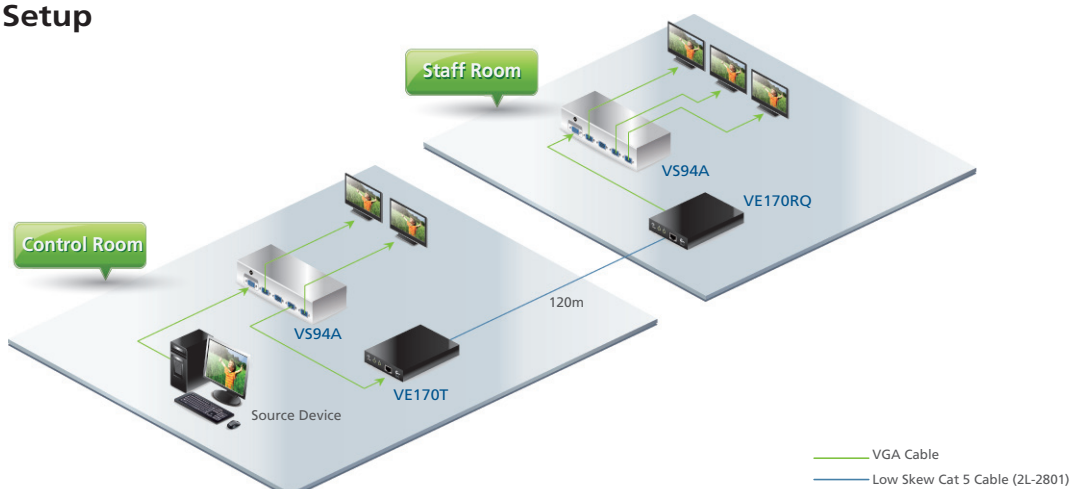 Setup
Staff Room
VS94A
VE170RQ
Control Room
120m
VS94A
VE170T
Source Device
VGA Cable
Low Skew Cat 5 Cable (2L-2801)